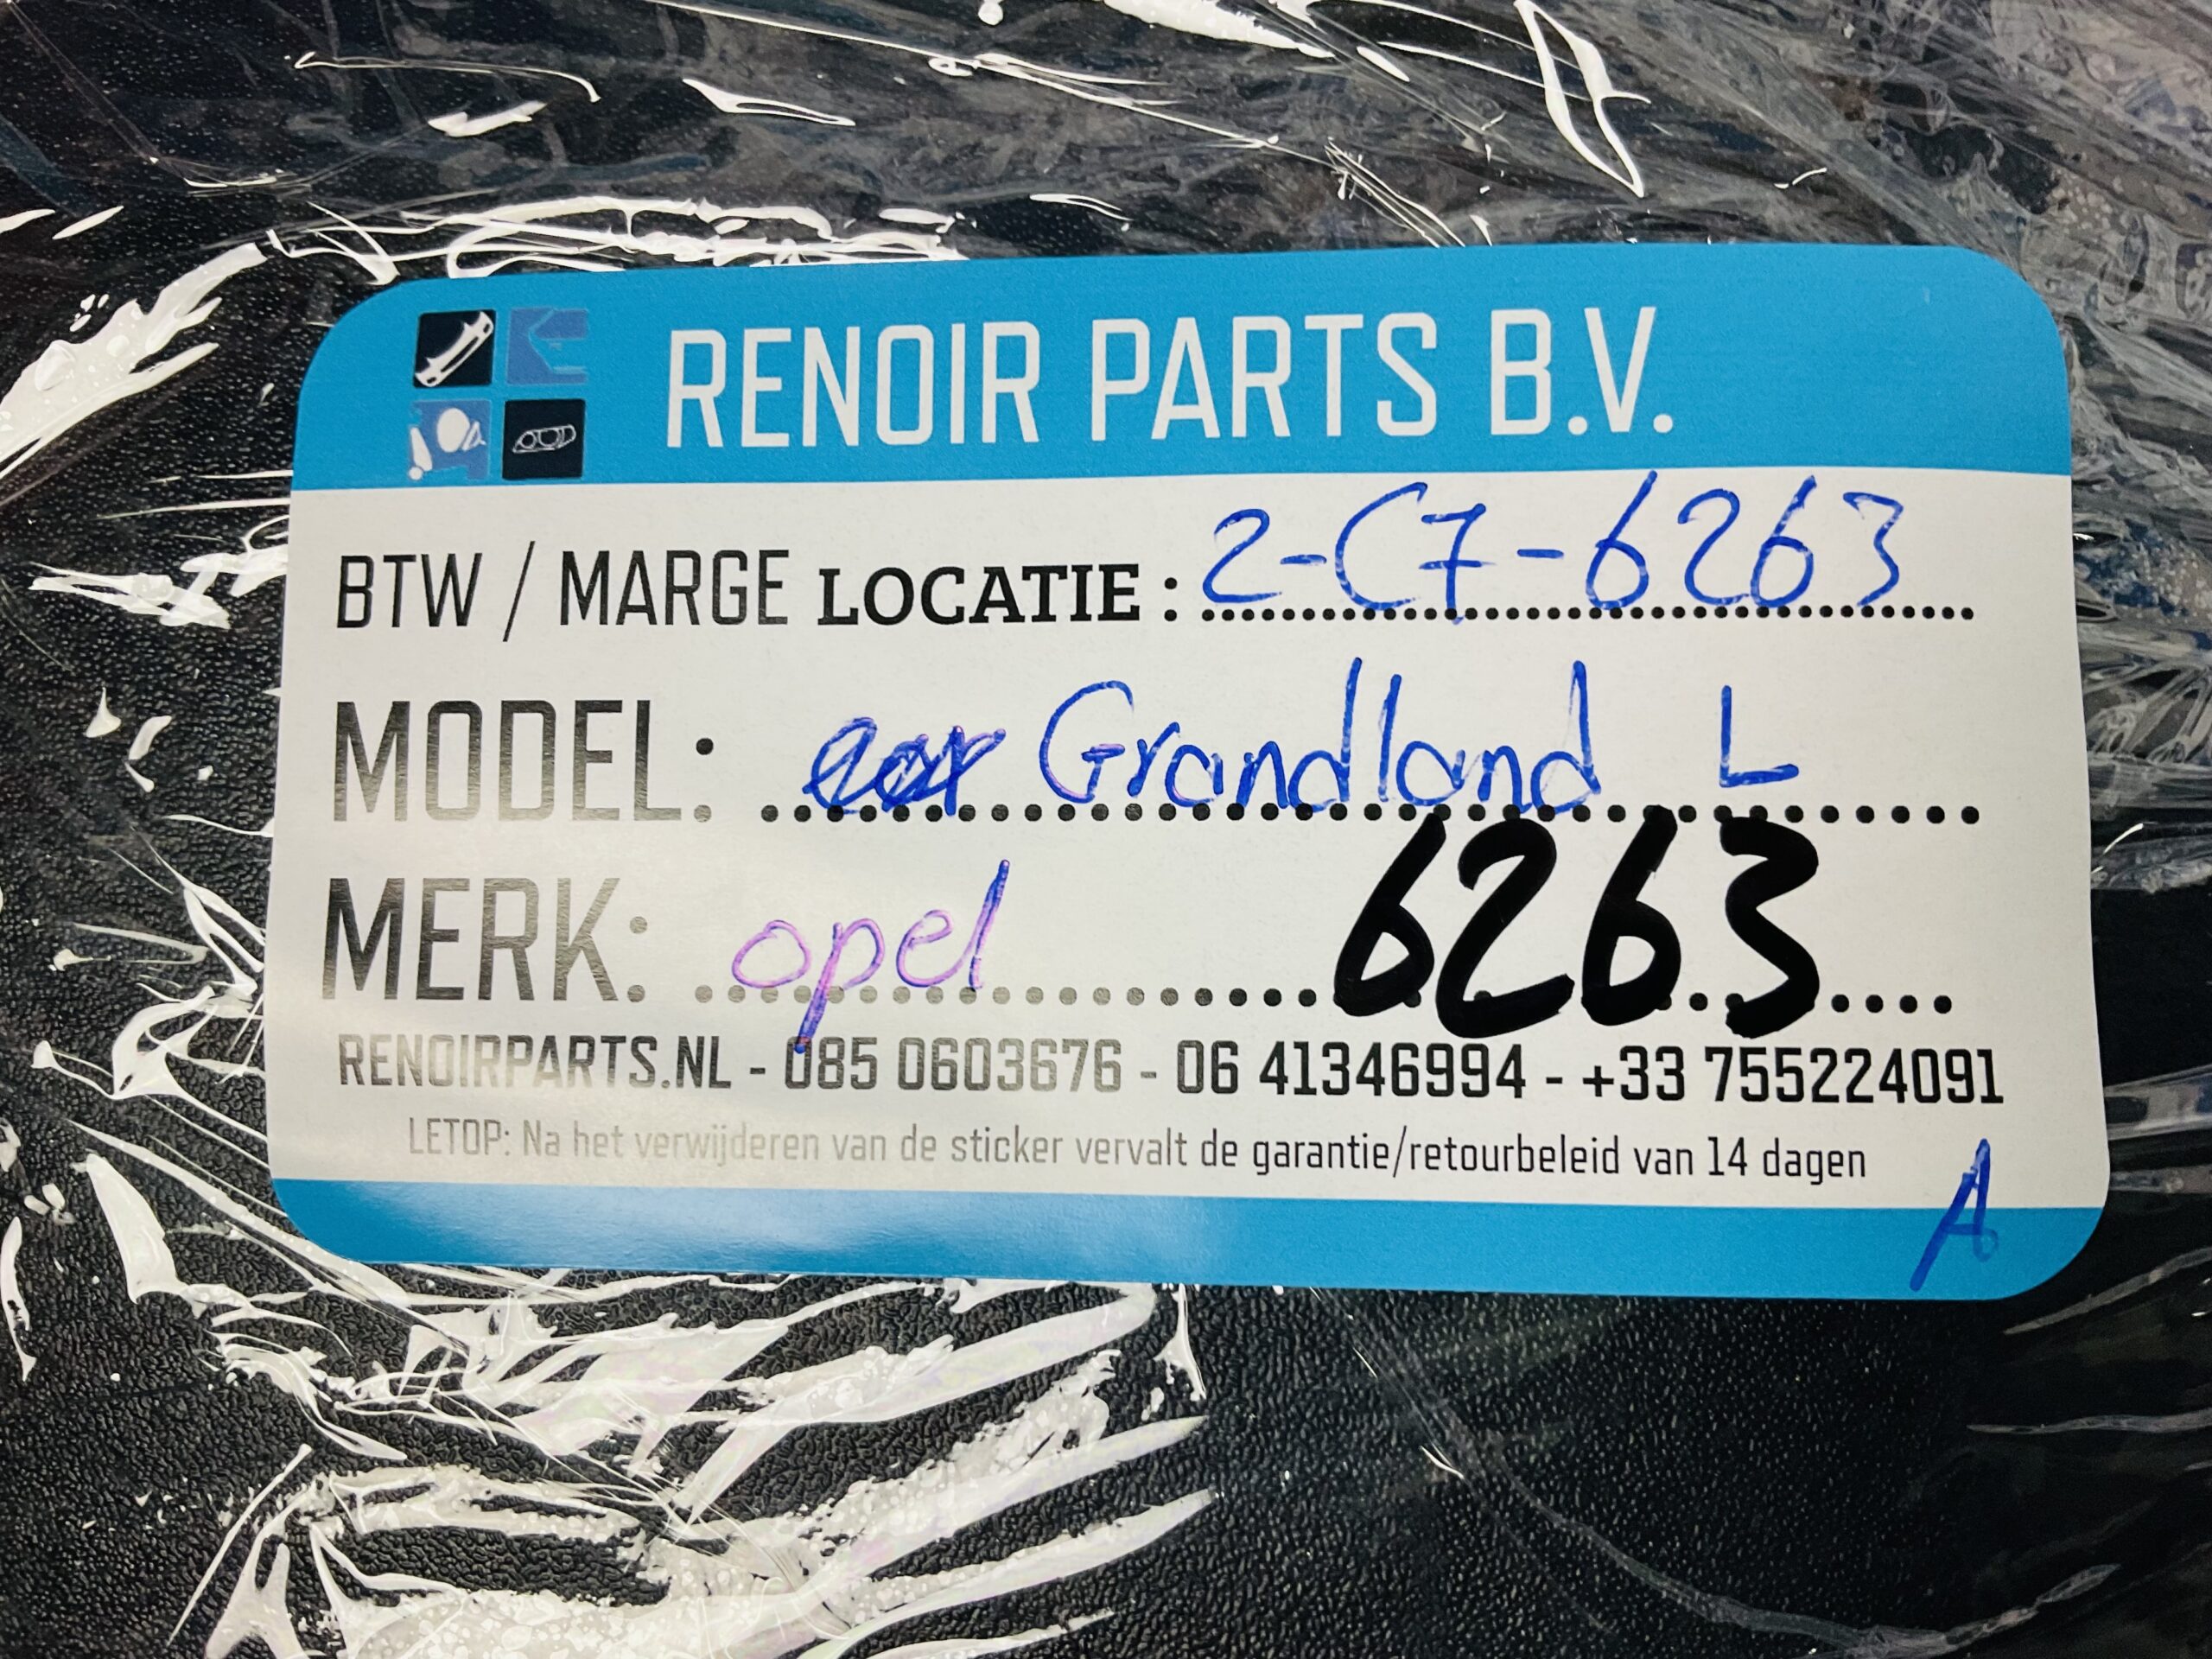 RENOIR PARTS B.V.
BTW / MARGE LOCATIE : 2-C7-6263
MODEL: Grandland L
MERK: opel 6263
RENOIRPARTS.NL - 085 0603676 - 06 41346994 - +33 755224091
LETOP: Na het verwijderen van de sticker vervalt de garantie/retourbeleid van 14 dagen
A